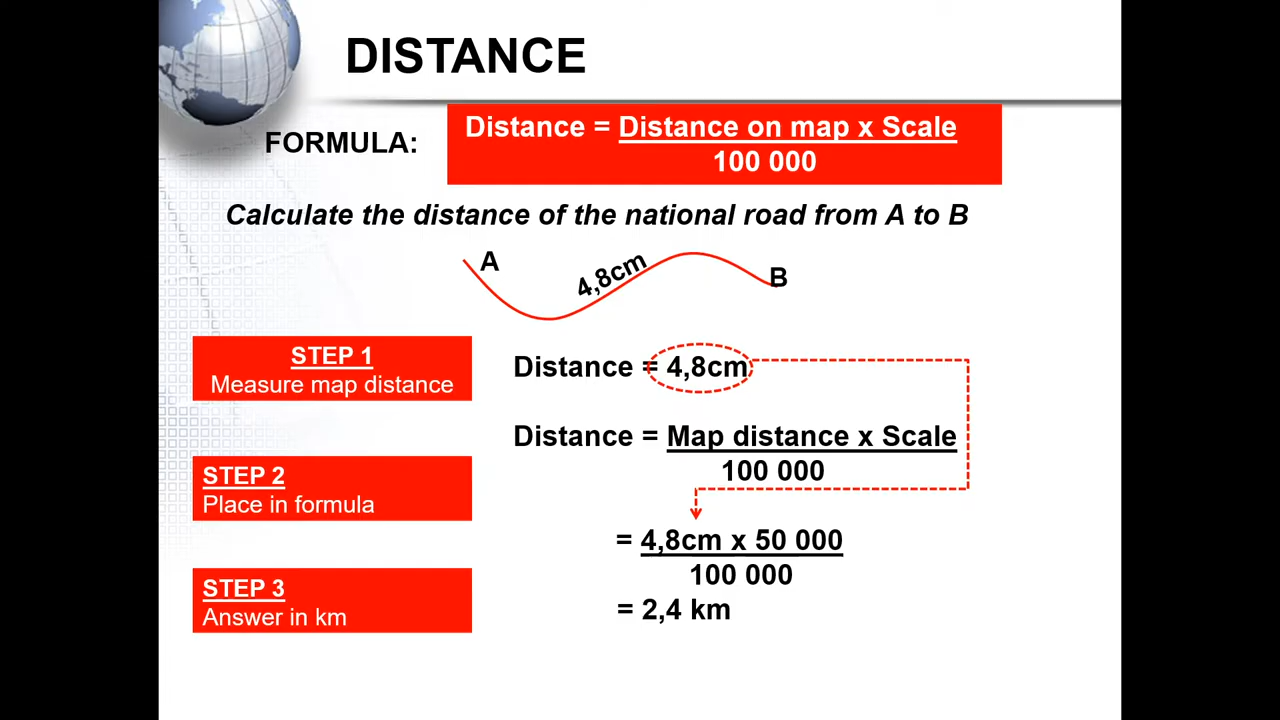 DISTANCE
FORMULA:
Distance = Distance on map x Scale
100 000
Calculate the distance of the national road from A to B
A
4,8cm
B
STEP 1
Measure map distance
Distance = 4,8cm
Distance = Map distance x Scale
100 000
STEP 2
Place in formula
= 4,8cm x 50 000
100 000
STEP 3
Answer in km
= 2,4 km